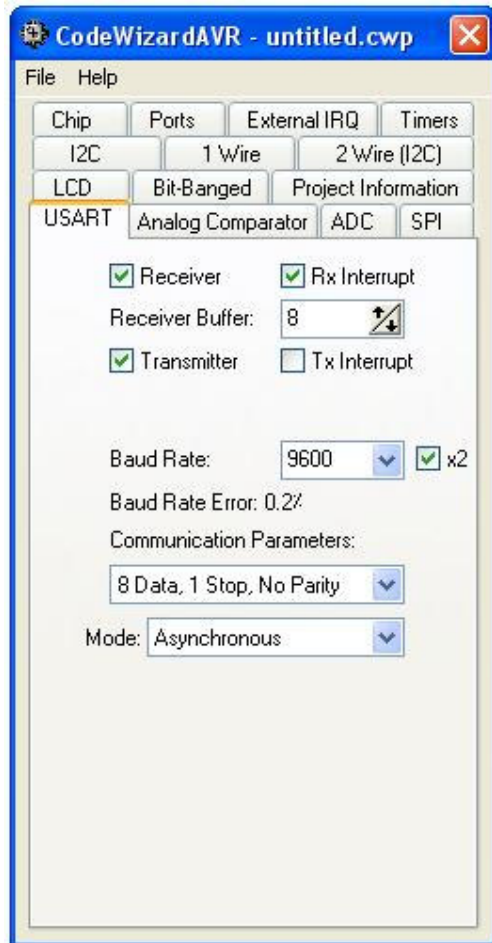 CodeWizardAVR - untitled.cwp
File Help
Chip Ports External IRQ Timers
I2C 1 Wire 2 Wire (I2C)
LCD Bit-Banged Project Information
USART Analog Comparator ADC SPI
Receiver Rx Interrupt
Receiver Buffer: 8
Transmitter Tx Interrupt
Baud Rate: 9600 x2
Baud Rate Error: 0.2%
Communication Parameters:
8 Data, 1 Stop, No Parity
Mode: Asynchronous